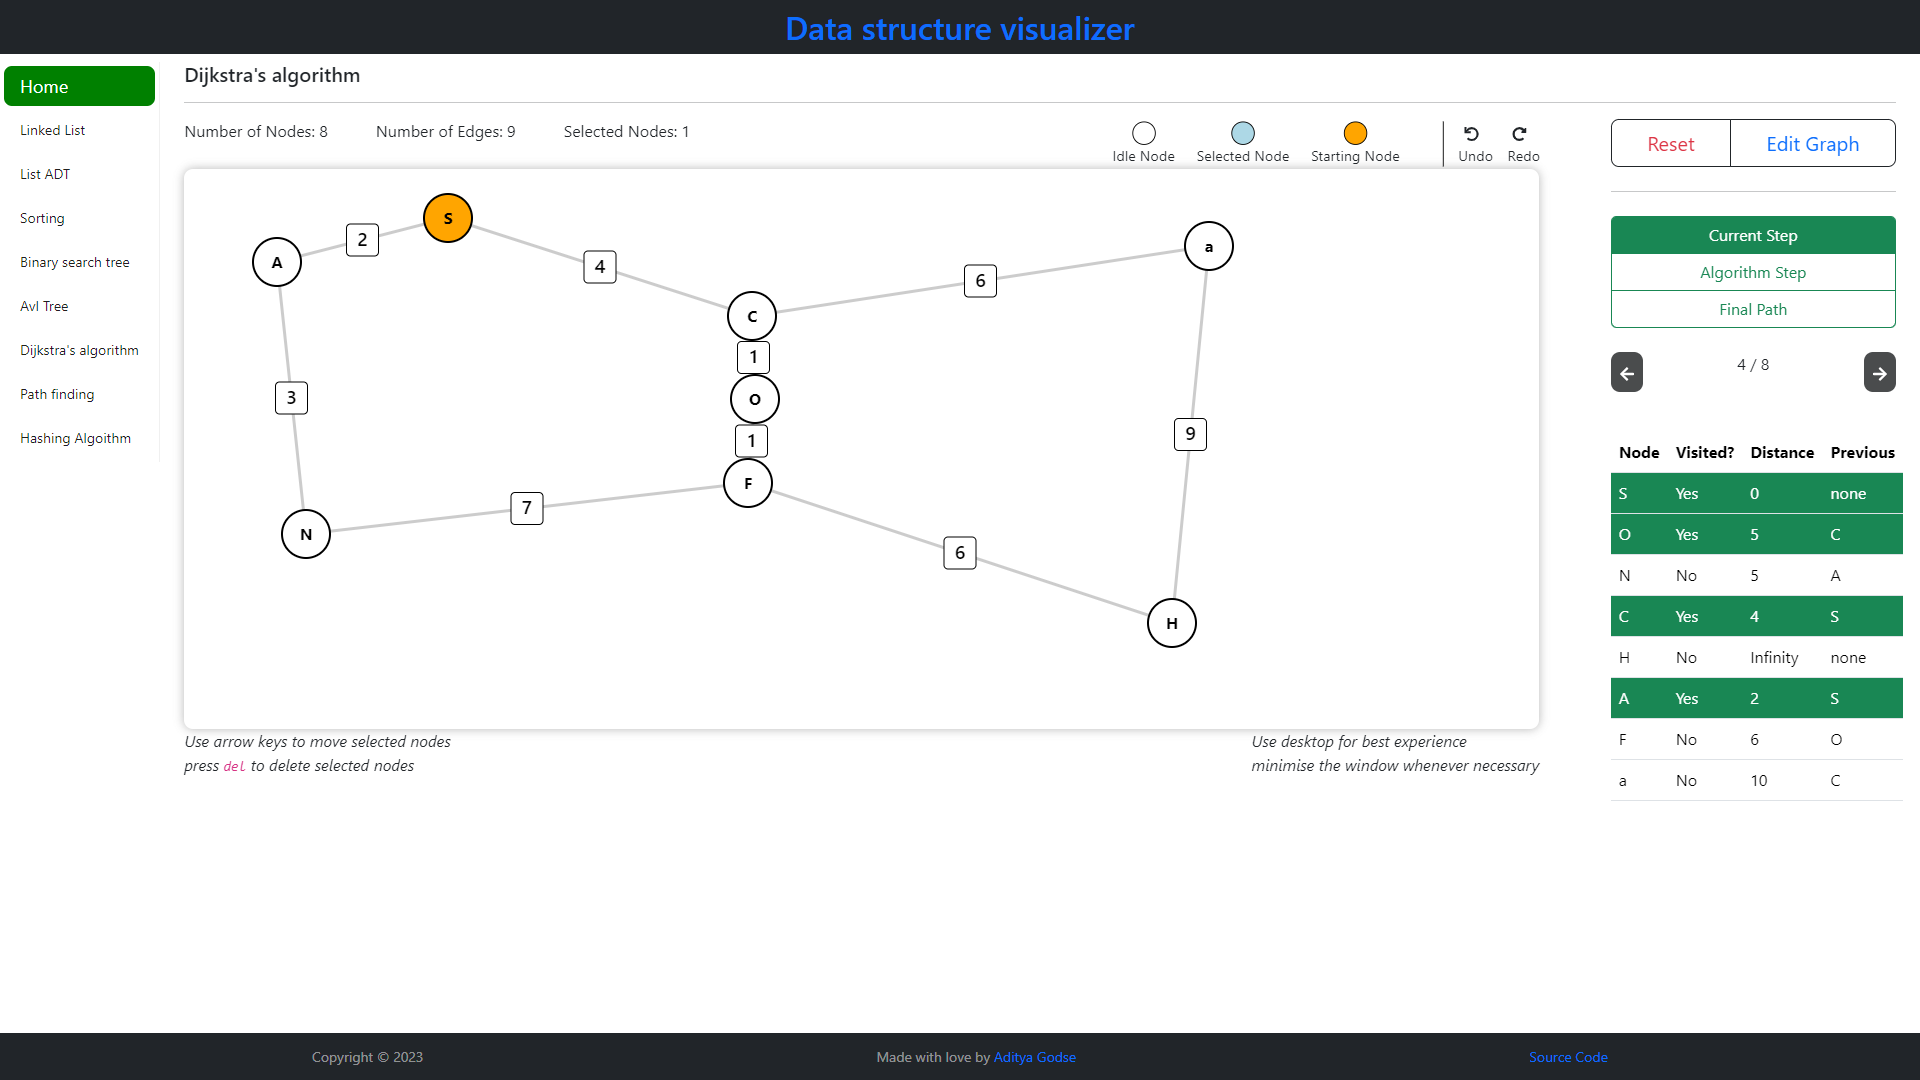 Data structure visualizer
Home
Linked List
List ADT
Sorting
Binary search tree
Avl Tree
Dijkstra's algorithm
Path finding
Hashing Algoithm
Dijkstra's algorithm
Number of Nodes: 8 Number of Edges: 9 Selected Nodes: 1
Idle Node Selected Node Starting Node Undo Redo
S
2
A
4
a
6
C
1
3
O
9
1
F
7
N
6
H
Use arrow keys to move selected nodes
press del to delete selected nodes
Use desktop for best experience
minimise the window whenever necessary
Reset Edit Graph
Current Step
Algorithm Step
Final Path
4 / 8
Node Visited? Distance Previous
S Yes 0 none
O Yes 5 C
N No 5 A
C Yes 4 S
H No Infinity none
A Yes 2 S
F No 6 O
a No 10 C
Copyright © 2023 Made with love by Aditya Godse Source Code